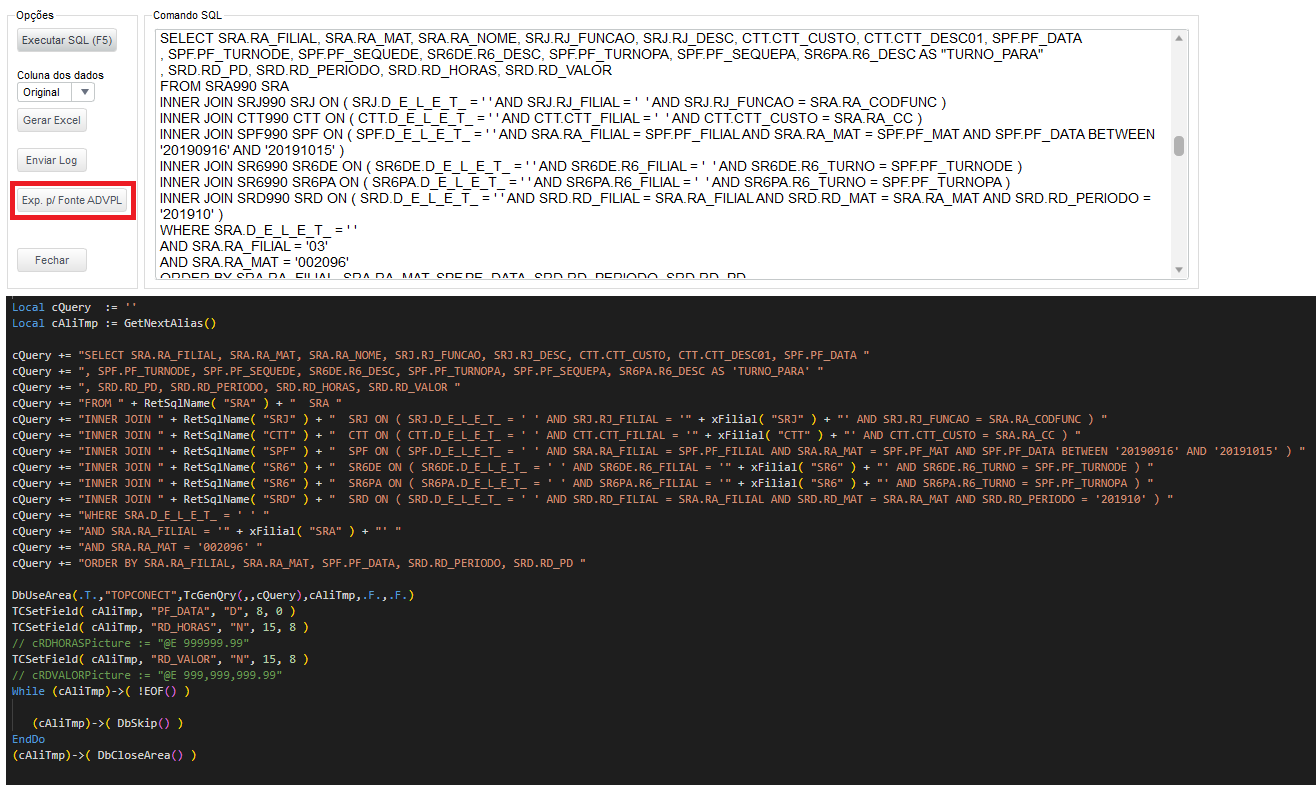 Opções
Executar SQL (F5)
Coluna dos dados
Original
Gerar Excel
Enviar Log
Exp. p/ Fonte ADVPL
Fechar
Comando SQL
SELECT SRA.RA_FILIAL, SRA.RA_MAT, SRA.RA_NOME, SRJ.RJ_FUNCAO, SRJ.RJ_DESC, CTT.CTT_CUSTO, CTT.CTT_DESC01, SPF.PF_DATA
, SPF.PF_TURNODE, SPF.PF_SEQUEDE, SR6DE.R6_DESC, SPF.PF_TURNOPA, SPF.PF_SEQUEPA, SR6PA.R6_DESC AS "TURNO_PARA"
, SRD.RD_PD, SRD.RD_PERIODO, SRD.RD_HORAS, SRD.RD_VALOR
FROM SRA990 SRA
INNER JOIN SRJ990 SRJ ON ( SRJ.D_E_L_E_T_ = ' ' AND SRJ.RJ_FILIAL = '  ' AND SRJ.RJ_FUNCAO = SRA.RA_CODFUNC )
INNER JOIN CTT990 CTT ON ( CTT.D_E_L_E_T_ = ' ' AND CTT.CTT_FILIAL = '  ' AND CTT.CTT_CUSTO = SRA.RA_CC )
INNER JOIN SPF990 SPF ON ( SPF.D_E_L_E_T_ = ' ' AND SRA.RA_FILIAL = SPF.PF_FILIAL AND SRA.RA_MAT = SPF.PF_MAT AND SPF.PF_DATA BETWEEN
'20190916' AND '20191015' )
INNER JOIN SR6990 SR6DE ON ( SR6DE.D_E_L_E_T_ = ' ' AND SR6DE.R6_FILIAL = '  ' AND SR6DE.R6_TURNO = SPF.PF_TURNODE )
INNER JOIN SR6990 SR6PA ON ( SR6PA.D_E_L_E_T_ = ' ' AND SR6PA.R6_FILIAL = '  ' AND SR6PA.R6_TURNO = SPF.PF_TURNOPA )
INNER JOIN SRD990 SRD ON ( SRD.D_E_L_E_T_ = ' ' AND SRD.RD_FILIAL = SRA.RA_FILIAL AND SRD.RD_MAT = SRA.RA_MAT AND SRD.RD_PERIODO =
'201910' )
WHERE SRA.D_E_L_E_T_ = ' '
AND SRA.RA_FILIAL = '03'
AND SRA.RA_MAT = '002096'
ORDER BY SRA.RA_FILIAL, SRA.RA_MAT, SPF.PF_DATA, SRD.RD_PERIODO, SRD.RD_PD
Local cQuery  := ''
Local cAliTmp := GetNextAlias()
cQuery += "SELECT SRA.RA_FILIAL, SRA.RA_MAT, SRA.RA_NOME, SRJ.RJ_FUNCAO, SRJ.RJ_DESC, CTT.CTT_CUSTO, CTT.CTT_DESC01, SPF.PF_DATA "
cQuery += ", SPF.PF_TURNODE, SPF.PF_SEQUEDE, SR6DE.R6_DESC, SPF.PF_TURNOPA, SPF.PF_SEQUEPA, SR6PA.R6_DESC AS 'TURNO_PARA' "
cQuery += ", SRD.RD_PD, SRD.RD_PERIODO, SRD.RD_HORAS, SRD.RD_VALOR "
cQuery += "FROM " + RetSqlName( "SRA" ) + "  SRA "
cQuery += "INNER JOIN " + RetSqlName( "SRJ" ) + "  SRJ ON ( SRJ.D_E_L_E_T_ = ' ' AND SRJ.RJ_FILIAL = '" + xFilial( "SRJ" ) + "' AND SRJ.RJ_FUNCAO = SRA.RA_CODFUNC ) "
cQuery += "INNER JOIN " + RetSqlName( "CTT" ) + "  CTT ON ( CTT.D_E_L_E_T_ = ' ' AND CTT.CTT_FILIAL = '" + xFilial( "CTT" ) + "' AND CTT.CTT_CUSTO = SRA.RA_CC ) "
cQuery += "INNER JOIN " + RetSqlName( "SPF" ) + "  SPF ON ( SPF.D_E_L_E_T_ = ' ' AND SRA.RA_FILIAL = SPF.PF_FILIAL AND SRA.RA_MAT = SPF.PF_MAT AND SPF.PF_DATA BETWEEN '20190916' AND '20191015' ) "
cQuery += "INNER JOIN " + RetSqlName( "SR6" ) + "  SR6DE ON ( SR6DE.D_E_L_E_T_ = ' ' AND SR6DE.R6_FILIAL = '" + xFilial( "SR6" ) + "' AND SR6DE.R6_TURNO = SPF.PF_TURNODE ) "
cQuery += "INNER JOIN " + RetSqlName( "SR6" ) + "  SR6PA ON ( SR6PA.D_E_L_E_T_ = ' ' AND SR6PA.R6_FILIAL = '" + xFilial( "SR6" ) + "' AND SR6PA.R6_TURNO = SPF.PF_TURNOPA ) "
cQuery += "INNER JOIN " + RetSqlName( "SRD" ) + "  SRD ON ( SRD.D_E_L_E_T_ = ' ' AND SRD.RD_FILIAL = SRA.RA_FILIAL AND SRD.RD_MAT = SRA.RA_MAT AND SRD.RD_PERIODO = '201910' ) "
cQuery += "WHERE SRA.D_E_L_E_T_ = ' ' "
cQuery += "AND SRA.RA_FILIAL = '" + xFilial( "SRA" ) + "' "
cQuery += "AND SRA.RA_MAT = '002096' "
cQuery += "ORDER BY SRA.RA_FILIAL, SRA.RA_MAT, SPF.PF_DATA, SRD.RD_PERIODO, SRD.RD_PD "
DbUseArea(.T.,"TOPCONECT",TcGenQry(,,cQuery),cAliTmp,.F.,.F.)
TCSetField( cAliTmp, "PF_DATA", "D", 8, 0 )
TCSetField( cAliTmp, "RD_HORAS", "N", 15, 8 )
// cRDHORASPicture := "@E 999999.99"
TCSetField( cAliTmp, "RD_VALOR", "N", 15, 8 )
// cRDVALORPicture := "@E 999,999,999.99"
While (cAliTmp)->( !EOF() )
(cAliTmp)->( DbSkip() )
EndDo
(cAliTmp)->( DbCloseArea() )